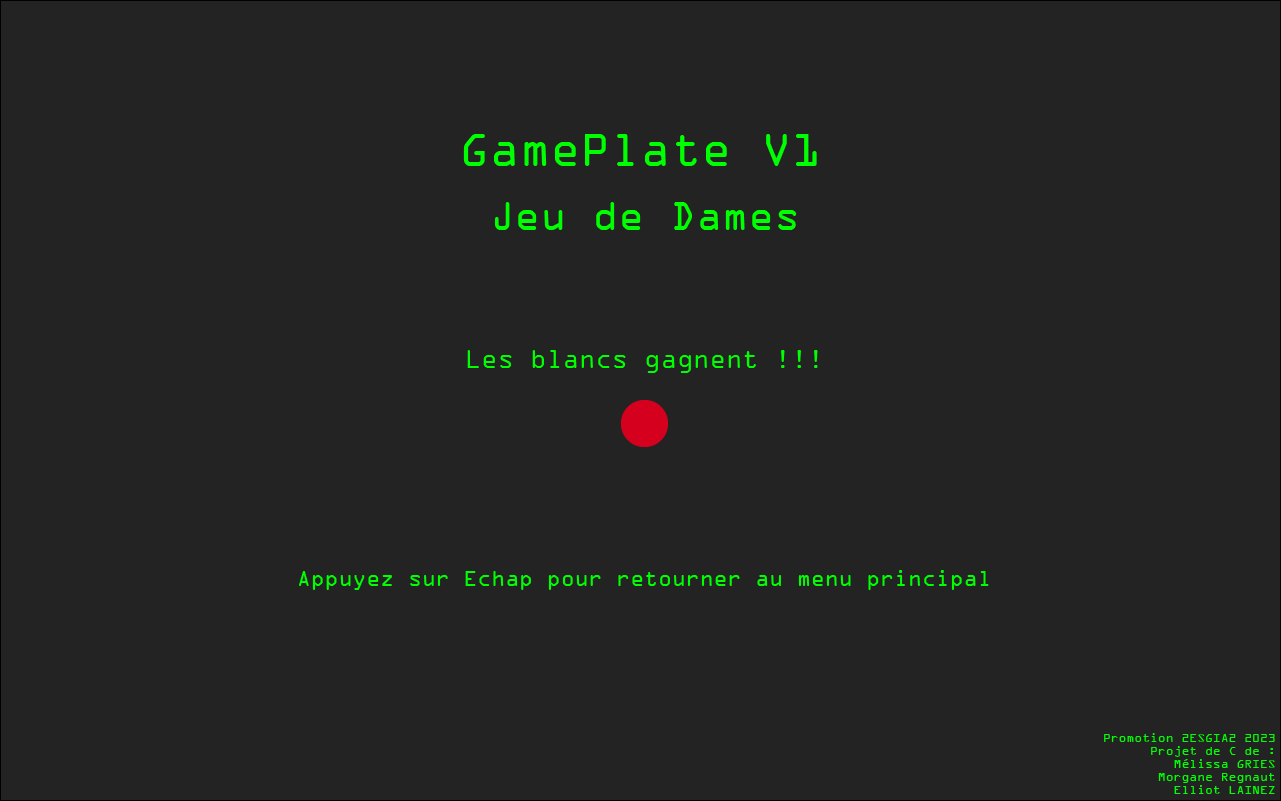 GamePlate V1
Jeu de Dames
Les blancs gagnent !!!
Appuyez sur Echap pour retourner au menu principal
Promotion 2ESGIA2 2023
Projet de C de :
Mélissa GRIES
Morgane Regnaut
Elliot LAINEZ